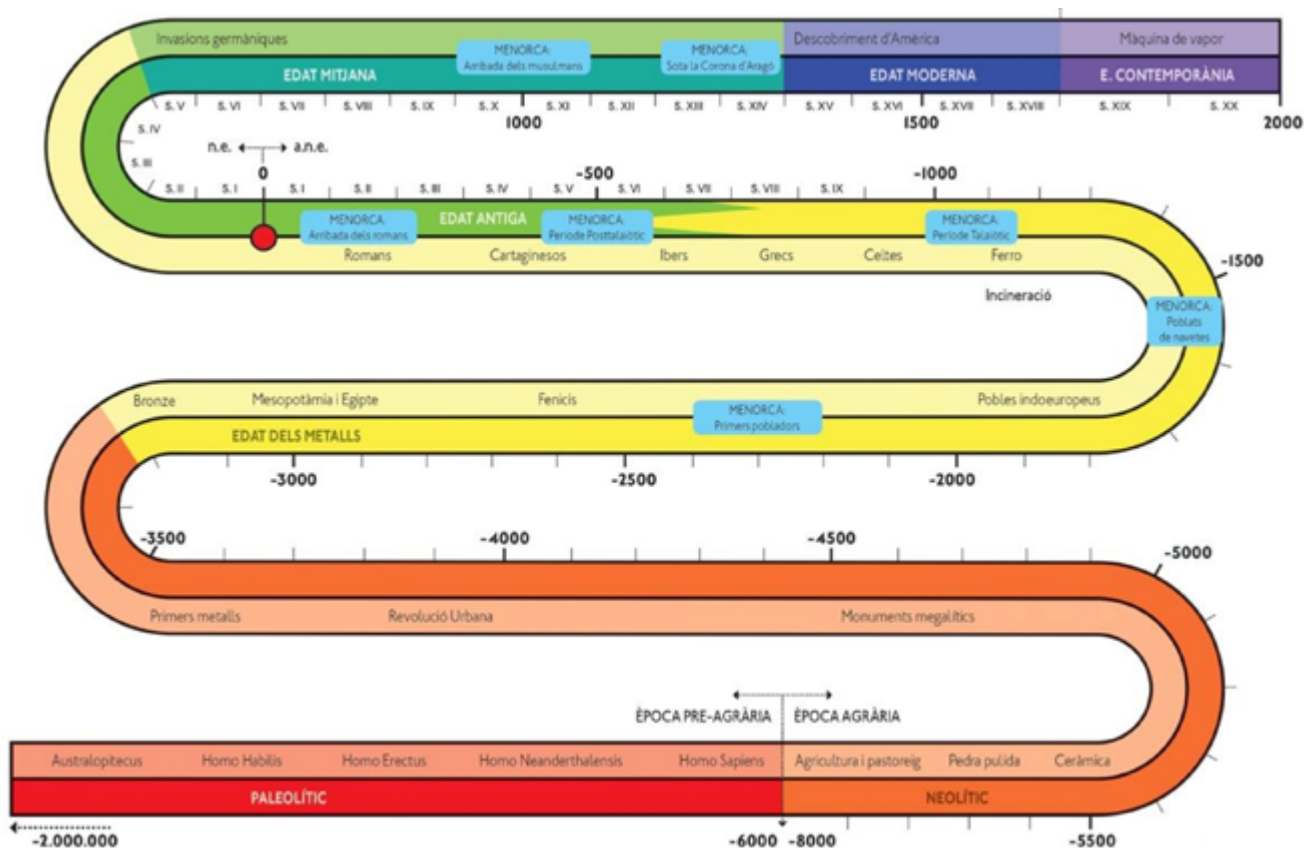 Invasions germàniques
MENORCA:
Arribada dels musulmans
MENORCA:
Sota la Corona d'Aragó
Descobriment d'Amèrica
Màquina de vapor
EDAT MITJANA
EDAT MODERNA
E. CONTEMPORÀNIA
S. V
S. VI
S. VII
S. VIII
S. IX
S. X
S. XI
S. XII
S. XIII
S. XIV
S. XV
S. XVI
S. XVII
S. XVIII
S. XIX
S. XX
1000
1500
2000
S. IV
S. III
n.e.
a.n.e.
0
-500
-1000
S. II
S. I
S. I
S. II
S. III
S. IV
S. V
S. VI
S. VII
S. VIII
S. IX
EDAT ANTIGA
MENORCA:
Arribada dels romans
MENORCA:
Període Posttalaiòtic
MENORCA:
Període Talaiòtic
Romans
Cartaginesos
Ibers
Grecs
Celtes
Ferro
-1500
Incineració
MENORCA:
Poblats
de navetes
Bronze
Mesopotàmia i Egipte
Fenicis
Pobles indoeuropeus
MENORCA:
Primers pobladors
EDAT DELS METALLS
-3000
-2500
-2000
-3500
-4000
-4500
-5000
Primers metalls
Revolució Urbana
Monuments megalítics
ÈPOCA PRE-AGRÀRIA
ÈPOCA AGRÀRIA
Australopitecus
Homo Habilis
Homo Erectus
Homo Neanderthalensis
Homo Sapiens
Agricultura i pastoreig
Pedra pulida
Ceràmica
PALEOLÍTIC
NEOLÍTIC
-2.000.000
-6000
-8000
-5500